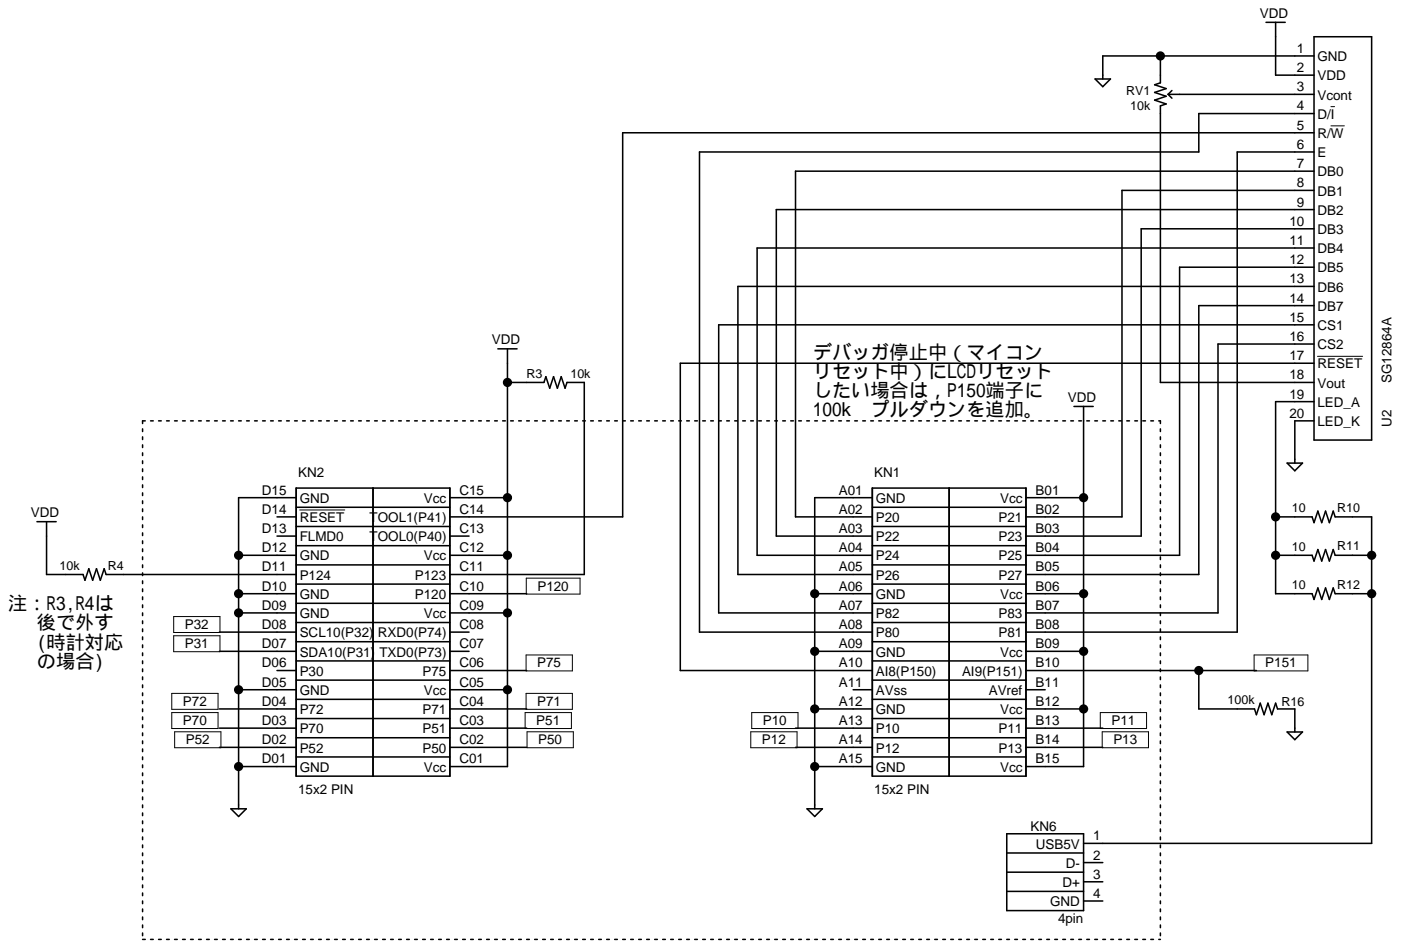 VDD
1 GND
2 VDD
3 Vcont
4 D/I̅
5 R/W̅
6 E
7 DB0
8 DB1
9 DB2
10 DB3
11 DB4
12 DB5
13 DB6
14 DB7
15 CS1
16 CS2
17 R̅E̅S̅E̅T̅
18 Vout
19 LED_A
20 LED_K
SG12864A
U2
RV1
10k
デバッガ停止中（マイコン
リセット中）にLCDリセット
したい場合は，P150端子に
100k プルダウンを追加。
VDD
R3 10k
VDD
VDD
10k R4
注：R3,R4は
後で外す
(時計対応
の場合)
KN2
D15 GND Vcc C15
D14 R̅E̅S̅E̅T̅ TOOL1(P41) C14
D13 FLMD0 TOOL0(P40) C13
D12 GND Vcc C12
D11 P124 P123 C11
D10 GND P120 C10 P120
D09 GND Vcc C09
P32 D08 SCL10(P32) RXD0(P74) C08
P31 D07 SDA10(P31) TXD0(P73) C07
D06 P30 P75 C06 P75
D05 GND Vcc C05
P72 D04 P72 P71 C04 P71
P70 D03 P70 P51 C03 P51
P52 D02 P52 P50 C02 P50
D01 GND Vcc C01
15x2 PIN
KN1
A01 GND Vcc B01
A02 P20 P21 B02
A03 P22 P23 B03
A04 P24 P25 B04
A05 P26 P27 B05
A06 GND Vcc B06
A07 P82 P83 B07
A08 P80 P81 B08
A09 GND Vcc B09
A10 AI8(P150) AI9(P151) B10 P151
A11 AVss AVref B11
A12 GND Vcc B12
P10 A13 P10 P11 B13 P11
P12 A14 P12 P13 B14 P13
A15 GND Vcc B15
15x2 PIN
10 R10
10 R11
10 R12
100k R16
KN6
USB5V 1
D- 2
D+ 3
GND 4
4pin